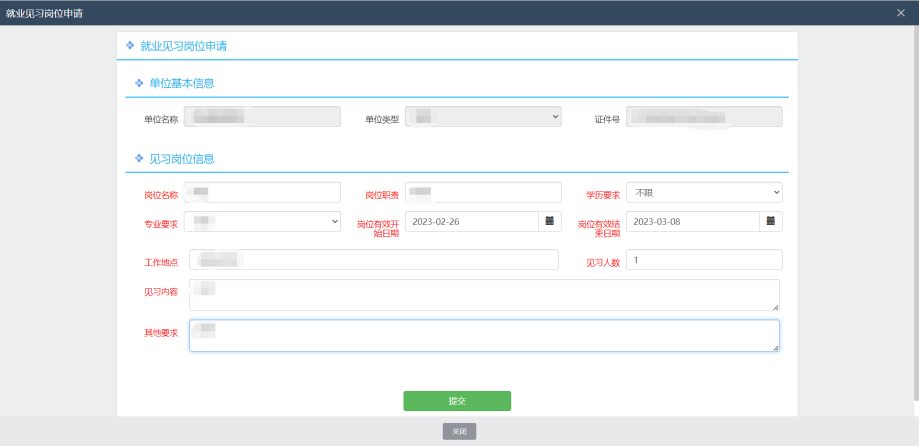 就业见习岗位申请
就业见习岗位申请
单位基本信息
单位名称 单位类型 证件号
见习岗位信息
岗位名称 岗位职责 学历要求 不限
专业要求 岗位有效开始日期 2023-02-26 岗位有效结束日期 2023-03-08
工作地点 见习人数 1
见习内容
其他要求
提交
关闭